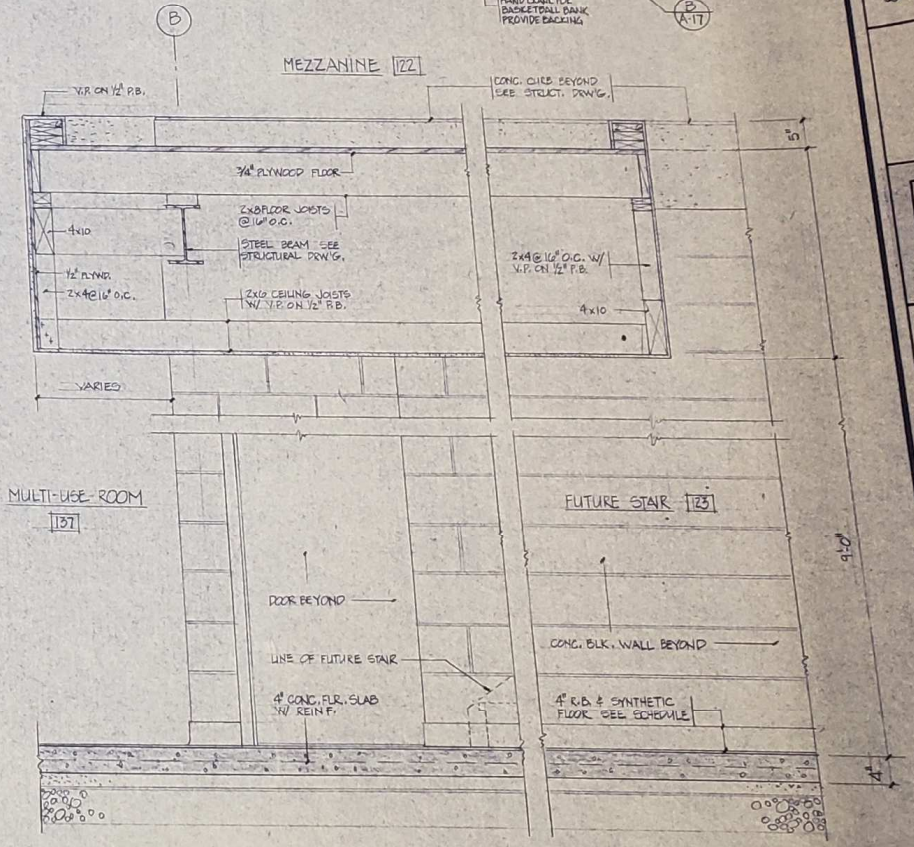 BASKETBALL BANK
PROVIDE BACKING
B
A-17
B
MEZZANINE 122
V.P. ON 1/2" P.B.
CONC. CURB BEYOND
SEE STRUCT. DRW'G.
5"
3/4" PLYWOOD FLOOR
2x8 FLOOR JOISTS
@ 16" O.C.
4x10
STEEL BEAM SEE
STRUCTURAL DRW'G.
2x4 @ 16" O.C. W/
V.P. ON 1/2" P.B.
1/2" PLYWD.
2x4 @ 16" O.C.
2x6 CEILING JOISTS
W/ V.P. ON 1/2" P.B.
4x10
VARIES
MULTI-USE ROOM
137
FUTURE STAIR 123
9'-0"
DOOR BEYOND
CONC. BLK. WALL BEYOND
LINE OF FUTURE STAIR
4" CONC. FLR. SLAB
W/ REINF.
4" R.B. & SYNTHETIC
FLOOR SEE SCHEDULE
4"